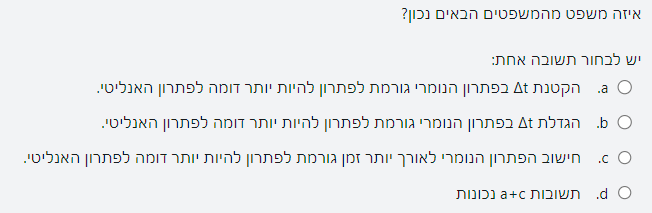 איזה משפט מהמשפטים הבאים נכון?
יש לבחור תשובה אחת:
a. הקטנת Δt בפתרון הנומרי גורמת לפתרון להיות יותר דומה לפתרון האנליטי.
b. הגדלת Δt בפתרון הנומרי גורמת לפתרון להיות יותר דומה לפתרון האנליטי.
c. חישוב הפתרון הנומרי לאורך יותר זמן גורמת לפתרון להיות יותר דומה לפתרון האנליטי.
d. תשובות a+c נכונות